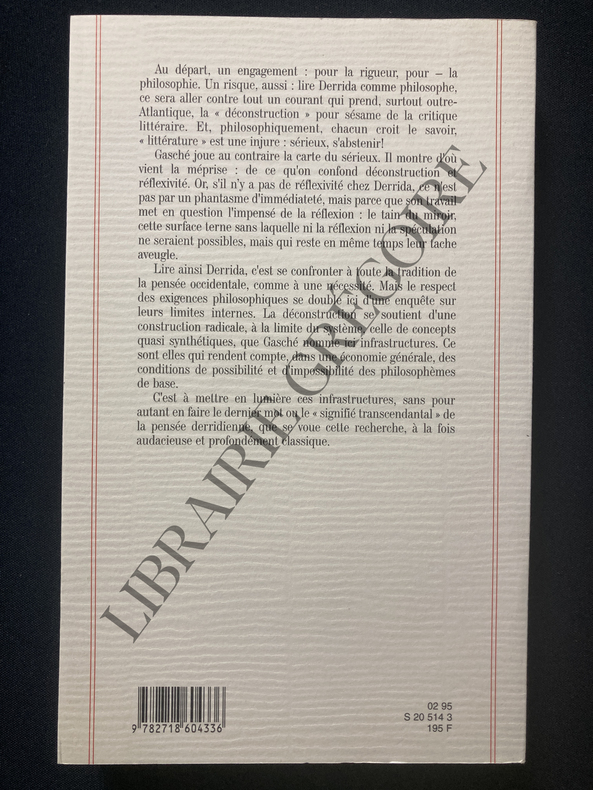 Au départ, un engagement : pour la rigueur, pour – la
philosophie. Un risque, aussi : lire Derrida comme philosophe,
ce sera aller contre tout un courant qui prend, surtout outre-
Atlantique, la « déconstruction » pour sésame de la critique
littéraire. Et, philosophiquement, chacun croit le savoir,
« littérature » est une injure : sérieux, s'abstenir!
Gasché joue au contraire la carte du sérieux. Il montre d'où
vient la méprise : de ce qu'on confond déconstruction et
réflexivité. Or, s'il n'y a pas de réflexivité chez Derrida, ce n'est
pas par un phantasme d'immédiateté, mais parce que son travail
met en question l'impensé de la réflexion : le tain du miroir,
cette surface terne sans laquelle ni la réflexion ni la spéculation
ne seraient possibles, mais qui reste en même temps leur tache
aveugle.
Lire ainsi Derrida, c'est se confronter à toute la tradition de
la pensée occidentale, comme à une nécessité. Mais le respect
des exigences philosophiques se double ici d'une enquête sur
leurs limites internes. La déconstruction se soutient d'une
construction radicale, à la limite du système, celle de concepts
quasi synthétiques, que Gasché nomme ici infrastructures. Ce
sont elles qui rendent compte, dans une économie générale, des
conditions de possibilité et d'impossibilité des philosophèmes
de base.
C'est à mettre en lumière ces infrastructures, sans pour
autant en faire le dernier mot ou le « signifié transcendantal » de
la pensée derridienne, que se voue cette recherche, à la fois
audacieuse et profondément classique.
LIBRAIRIE GRÉGOIRE
9 782718 604336
02 95
S 20 514 3
195 F